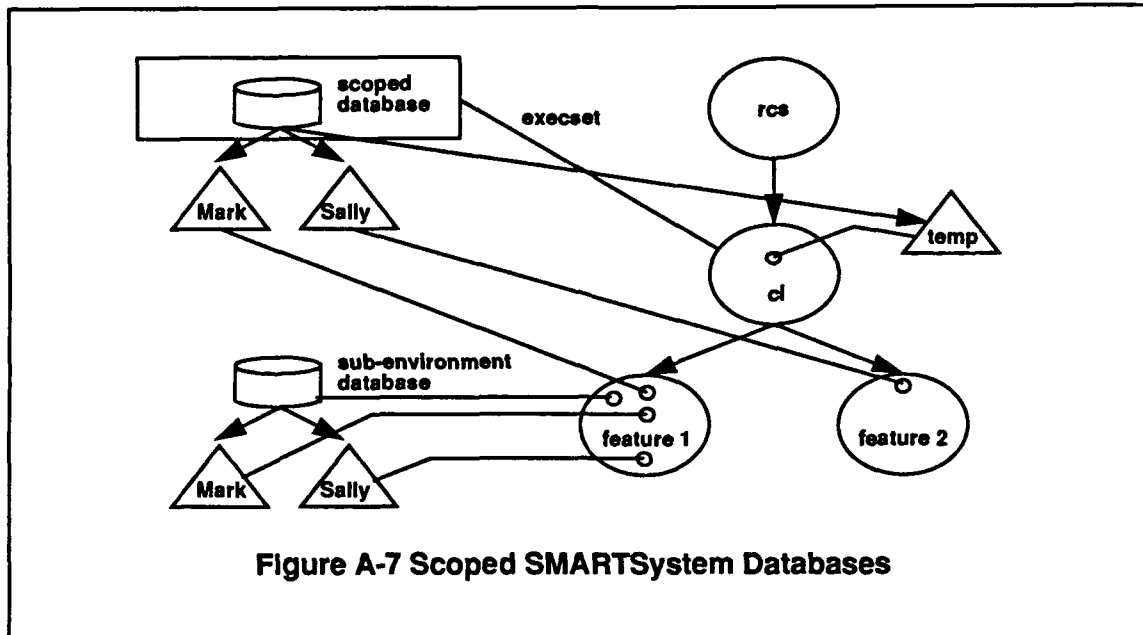 scoped
database
execset
rcs
Mark
Sally
temp
ci
sub-environment
database
feature 1
feature 2
Mark
Sally
Figure A-7 Scoped SMARTSystem Databases